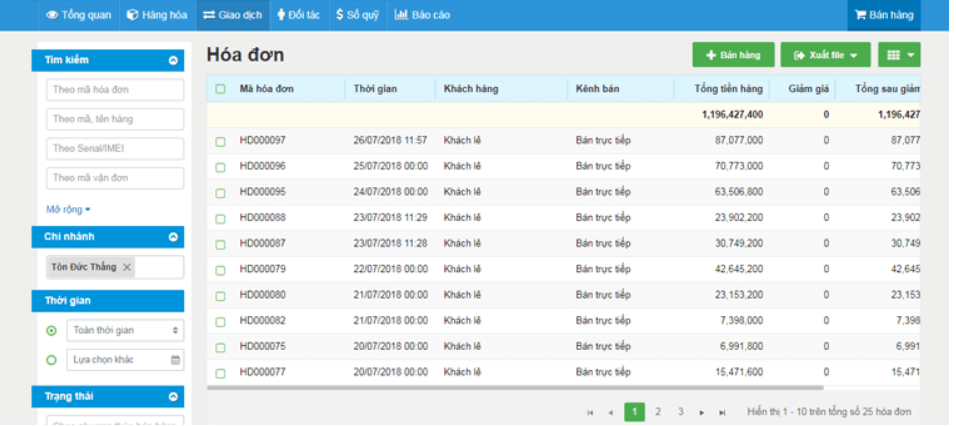 Tổng quan Hàng hóa Giao dịch Đối tác Sổ quỹ Báo cáo Bán hàng
Tìm kiếm
Theo mã hóa đơn
Theo mã, tên hàng
Theo Serial/IMEI
Theo mã vận đơn
Mở rộng
Chi nhánh
Tôn Đức Thắng
Thời gian
Toàn thời gian
Lựa chọn khác
Trạng thái
Hóa đơn
Bán hàng Xuất file
Mã hóa đơn Thời gian Khách hàng Kênh bán Tổng tiền hàng Giảm giá Tổng sau giảm
1,196,427,400 0 1,196,427
HD000097 26/07/2018 11:57 Khách lẻ Bán trực tiếp 87,077,000 0 87,077
HD000096 25/07/2018 00:00 Khách lẻ Bán trực tiếp 70,773,000 0 70,773
HD000095 24/07/2018 00:00 Khách lẻ Bán trực tiếp 63,506,800 0 63,506
HD000088 23/07/2018 11:29 Khách lẻ Bán trực tiếp 23,902,200 0 23,902
HD000087 23/07/2018 11:28 Khách lẻ Bán trực tiếp 30,749,200 0 30,749
HD000079 22/07/2018 00:00 Khách lẻ Bán trực tiếp 42,645,200 0 42,645
HD000080 21/07/2018 00:00 Khách lẻ Bán trực tiếp 23,153,200 0 23,153
HD000082 21/07/2018 00:00 Khách lẻ Bán trực tiếp 7,398,000 0 7,398
HD000075 20/07/2018 00:00 Khách lẻ Bán trực tiếp 6,991,800 0 6,991
HD000077 20/07/2018 00:00 Khách lẻ Bán trực tiếp 15,471,600 0 15,471
1 2 3 Hiển thị 1 - 10 trên tổng số 25 hóa đơn